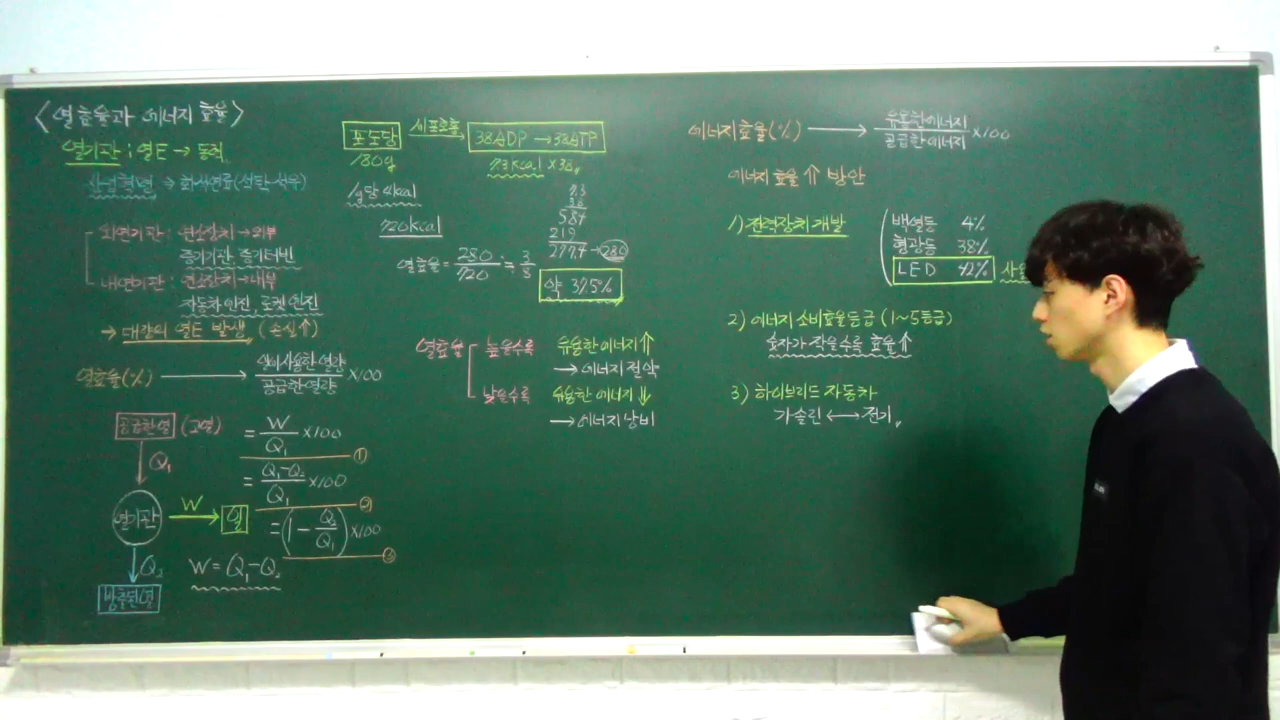 <열효율과 에너지 효율>
열기관 : 열E → 동력
산업혁명 → 화석연료(석탄, 석유)
외연기관 : 연소장치 → 외부
증기기관, 증기터빈
내연기관 : 연소장치 → 내부
자동차 엔진, 로켓 엔진
→ 대량의 열E 발생 (손실↑)
열효율(%) → 사용한 열량 / 공급한 열량 ×100
공급한 열 (고열)
Q₁
열기관 W → 일
Q₂
방출된 열
W = Q₁-Q₂
= W/Q₁ ×100 ①
= (Q₁-Q₂)/Q₁ ×100 ②
= (1 - Q₂/Q₁) ×100 ③
포도당 세포호흡 → 38ADP → 38ATP
180g
7.3kcal × 38
1g당 4kcal
720kcal
7.3
38
584
219
277.4 → 280
열효율 = 280/720 ≒ 3/8
약 37.5%
열효율
높을수록 유용한 에너지 ⇑
→ 에너지 절약
낮을수록 유용한 에너지 ⇓
→ 에너지 낭비
에너지 효율(%) → 유용한 에너지 / 공급한 에너지 ×100
에너지 효율 ⇑ 방안
1) 전력장치 개발
백열등 4%
형광등 38%
LED 42%
2) 에너지 소비효율 등급 (1~5등급)
숫자가 작을수록 효율⇑
3) 하이브리드 자동차
가솔린 ↔ 전기